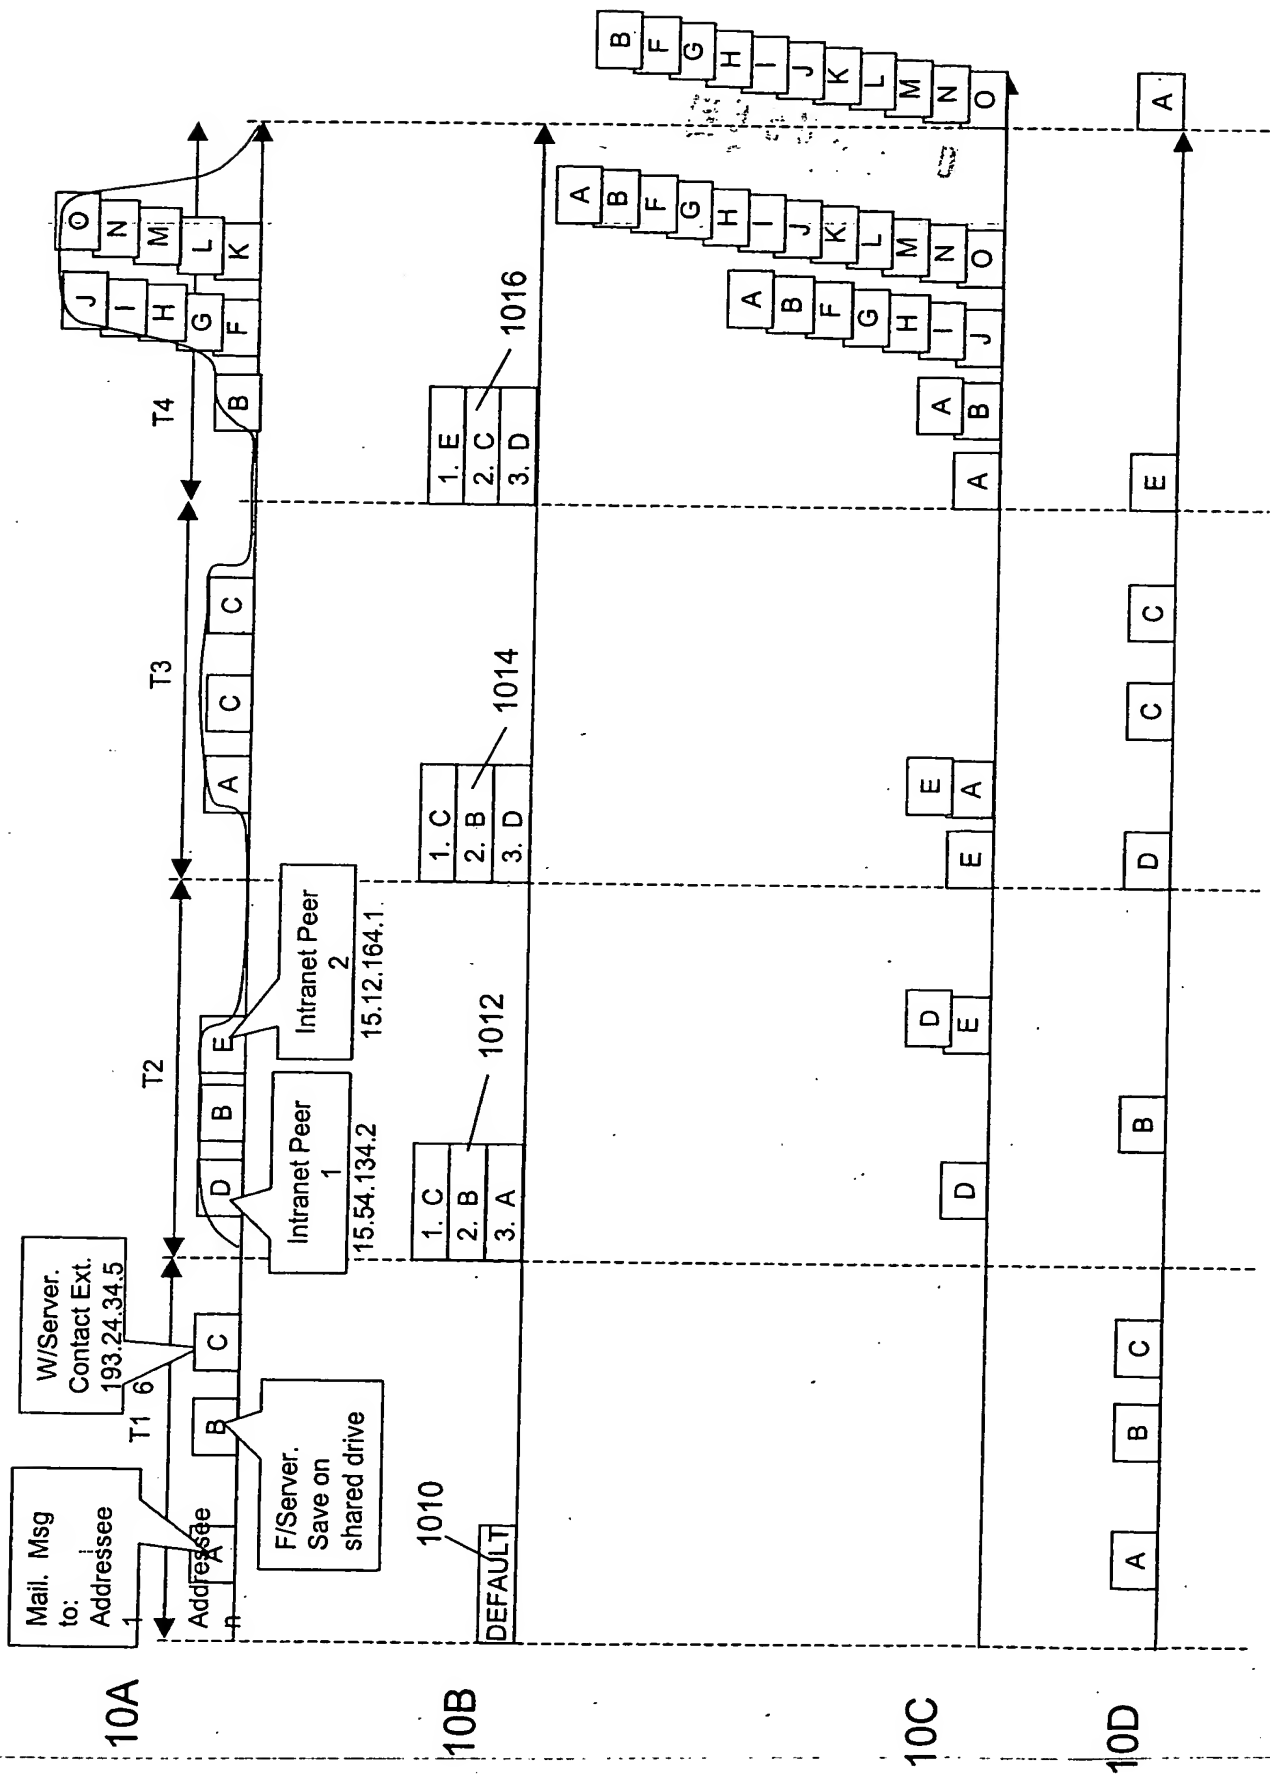 10A
Mail. Msg
to:
Addressee
1
Addressee
n
W/Server.
Contact Ext.
193.24.34.5
6
T1
T2
T3
T4
A
B
C
D
B
E
A
C
C
B
J
I
H
G
F
O
N
M
L
K
F/Server.
Save on
shared drive
Intranet Peer
1
15.54.134.2
Intranet Peer
2
15.12.164.1
10B
1010
DEFAULT
1012
1. C
2. B
3. A
1014
1. C
2. B
3. D
1016
1. E
2. C
3. D
10C
D
D
E
E
E
A
A
A
B
A
B
F
G
H
I
J
A
B
F
G
H
I
J
K
L
M
N
O
B
F
G
H
I
J
K
L
M
N
O
10D
A
B
C
B
D
C
C
E
A